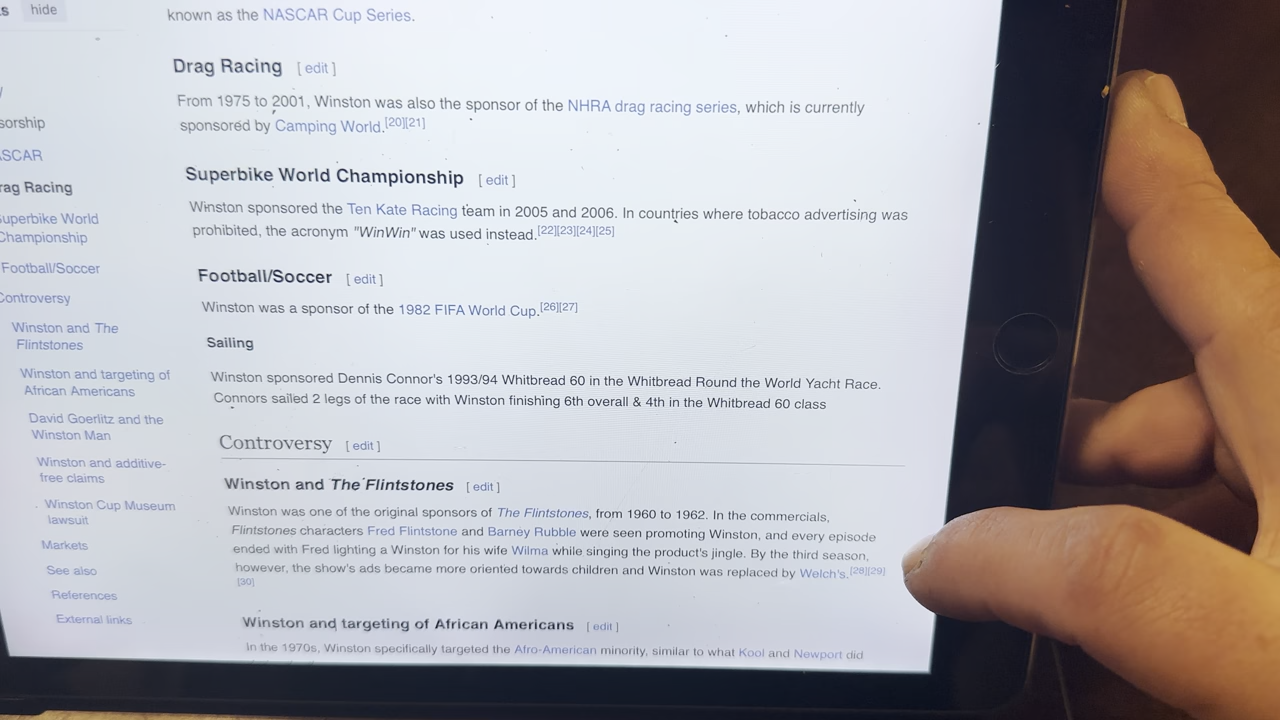 hide
known as the NASCAR Cup Series.
Drag Racing [ edit ]
From 1975 to 2001, Winston was also the sponsor of the NHRA drag racing series, which is currently
sponsored by Camping World.[20][21]
Superbike World Championship [ edit ]
Winston sponsored the Ten Kate Racing team in 2005 and 2006. In countries where tobacco advertising was
prohibited, the acronym "WinWin" was used instead.[22][23][24][25]
Football/Soccer [ edit ]
Winston was a sponsor of the 1982 FIFA World Cup.[26][27]
Sailing
Winston sponsored Dennis Connor's 1993/94 Whitbread 60 in the Whitbread Round the World Yacht Race.
Connors sailed 2 legs of the race with Winston finishing 6th overall & 4th in the Whitbread 60 class
Controversy [ edit ]
Winston and The Flintstones [ edit ]
Winston was one of the original sponsors of The Flintstones, from 1960 to 1962. In the commercials,
Flintstones characters Fred Flintstone and Barney Rubble were seen promoting Winston, and every episode
ended with Fred lighting a Winston for his wife Wilma while singing the product's jingle. By the third season,
however, the show's ads became more oriented towards children and Winston was replaced by Welch's.[28][29]
[30]
Winston and targeting of African Americans [ edit ]
In the 1970s, Winston specifically targeted the Afro-American minority, similar to what Kool and Newport did
sorship
ASCAR
rag Racing
Superbike World
Championship
Football/Soccer
Controversy
Winston and The
Flintstones
Winston and targeting of
African Americans
David Goerlitz and the
Winston Man
Winston and additive-
free claims
Winston Cup Museum
lawsuit
Markets
See also
References
External links